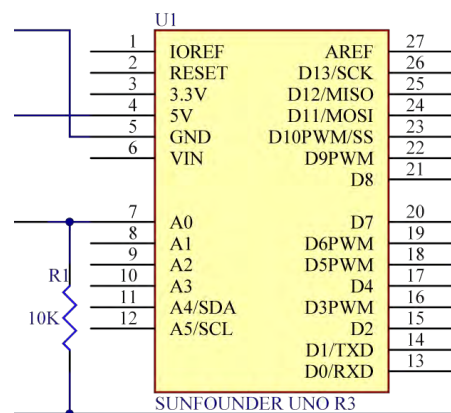 U1
1 IOREF AREF 27
2 RESET D13/SCK 26
3 3.3V D12/MISO 25
4 5V D11/MOSI 24
5 GND D10PWM/SS 23
6 VIN D9PWM 22
D8 21
7 A0 D7 20
8 A1 D6PWM 19
9 A2 D5PWM 18
R1 10 A3 D4 17
11 A4/SDA D3PWM 16
10K 12 A5/SCL D2 15
D1/TXD 14
D0/RXD 13
SUNFOUNDER UNO R3